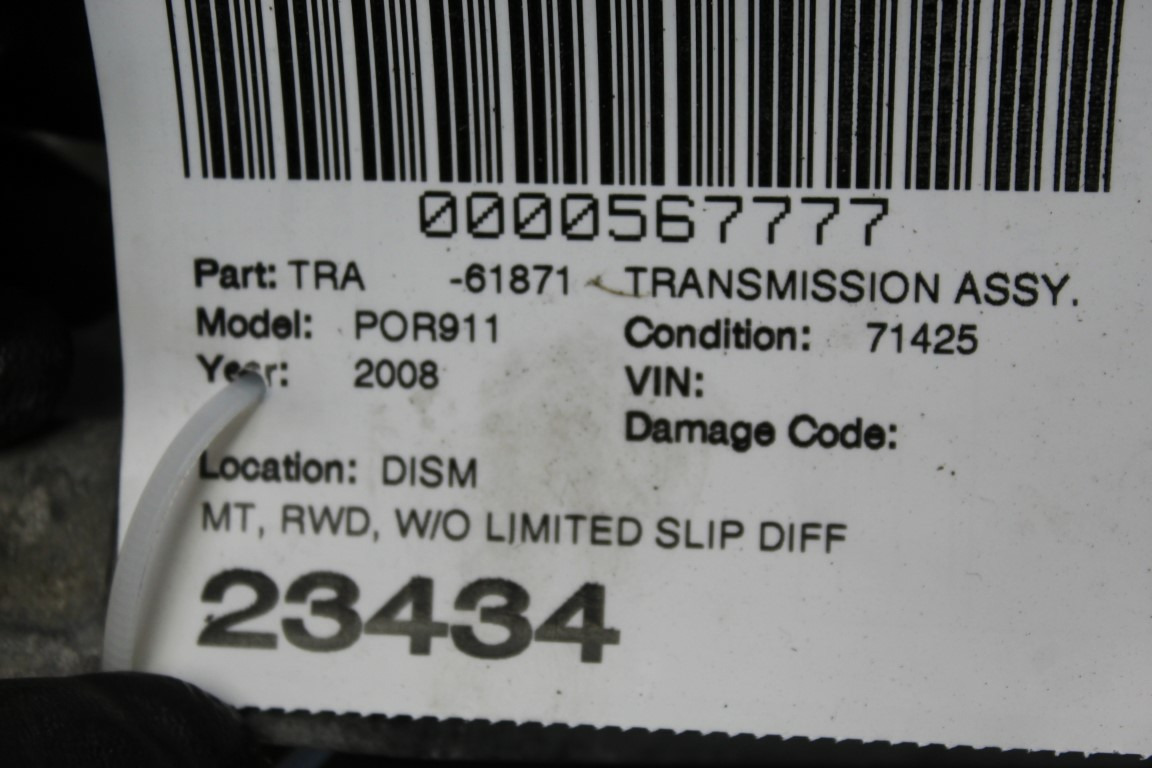 0000567777
Part: TRA -61871 TRANSMISSION ASSY.
Model: POR911 Condition: 71425
Year: 2008 VIN:
Damage Code:
Location: DISM
MT, RWD, W/O LIMITED SLIP DIFF
23434